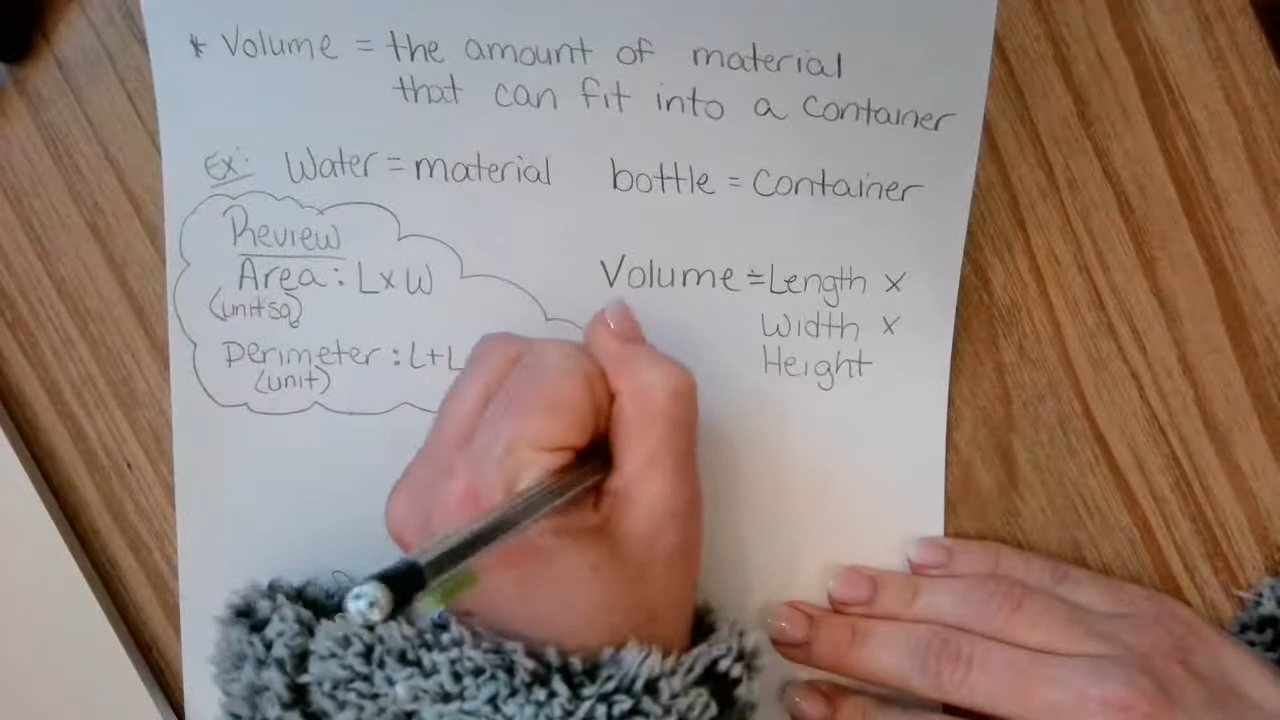 * Volume = the amount of material
that can fit into a container
Ex: Water = material bottle = container
Review
Area: L x W
(unit sq)
Perimeter: L+L
(unit)
Volume = Length x
Width x
Height